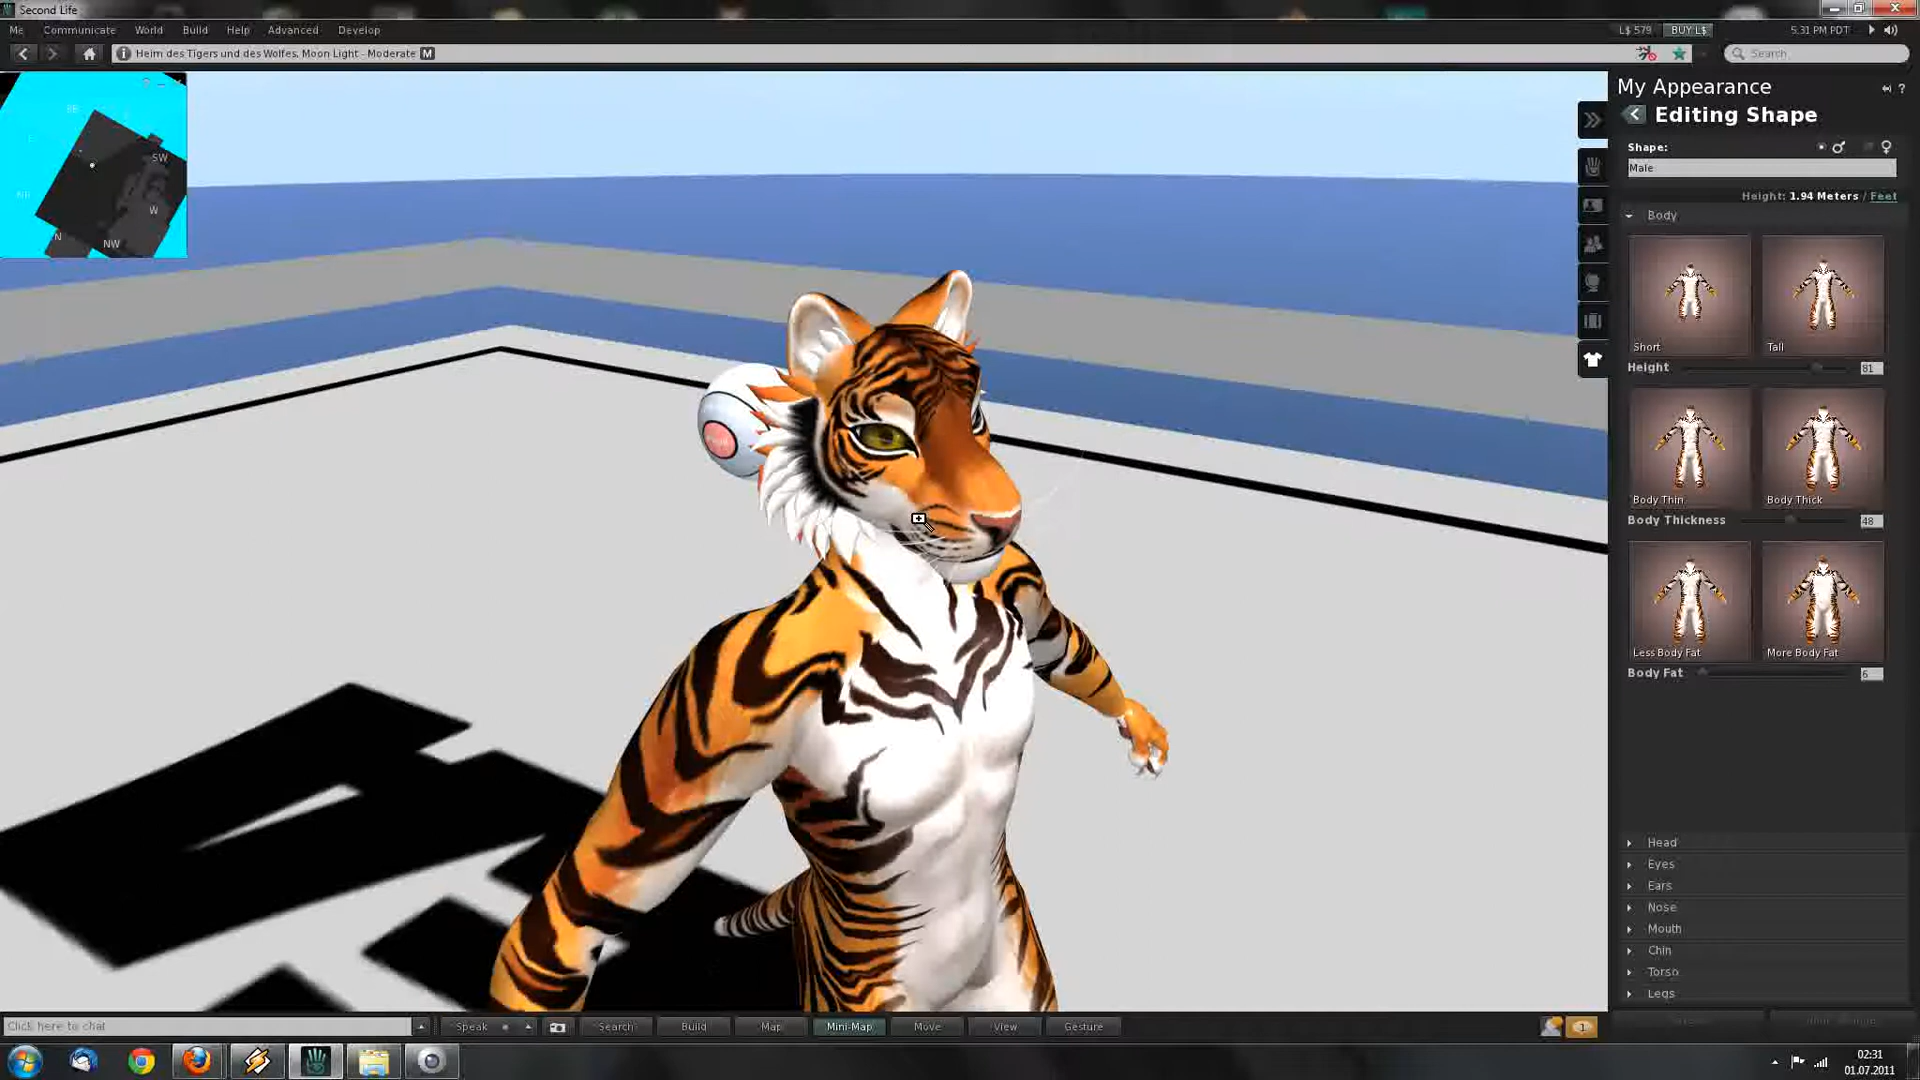 Second Life
Me Communicate World Build Help Advanced Develop
L$ 579 BUY L$ 5:31 PM PDT
Heim des Tigers und des Wolfes, Moon Light - Moderate M
Search
SE
SW
W
NW
N
My Appearance
?
Editing Shape
Shape:
Male
Height: 1.94 Meters / Feet
Body
Short Tall
Height 81
Body Thin Body Thick
Body Thickness 48
Less Body Fat More Body Fat
Body Fat 6
Head
Eyes
Ears
Nose
Mouth
Chin
Torso
Legs
Click here to chat Speak Search Build Map Mini-Map Move View Gesture 1
02:31
01.07.2011